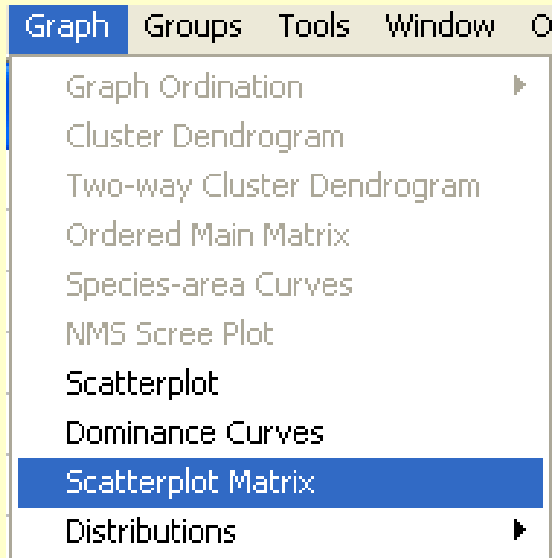 Graph Groups Tools Window O
Graph Ordination
Cluster Dendrogram
Two-way Cluster Dendrogram
Ordered Main Matrix
Species-area Curves
NMS Scree Plot
Scatterplot
Dominance Curves
Scatterplot Matrix
Distributions